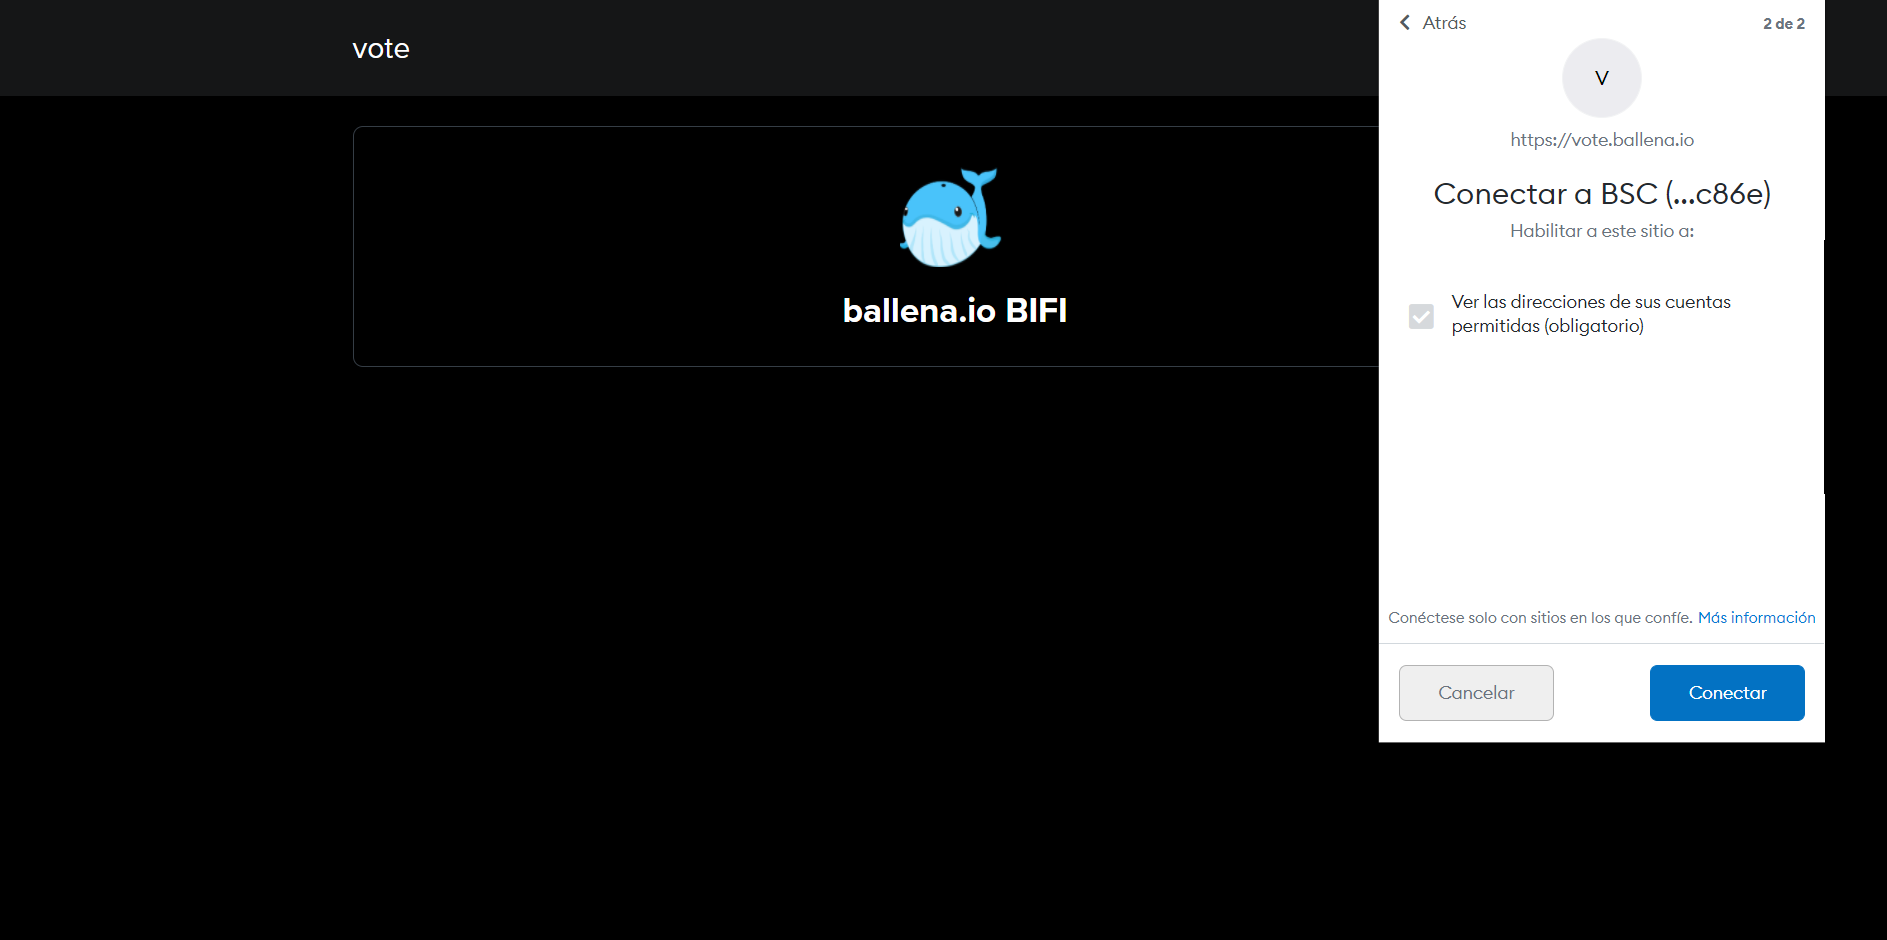 vote
ballena.io BIFI
Atrás
2 de 2
V
https://vote.ballena.io
Conectar a BSC (...c86e)
Habilitar a este sitio a:
Ver las direcciones de sus cuentas
permitidas (obligatorio)
Conéctese solo con sitios en los que confíe. Más información
Cancelar
Conectar